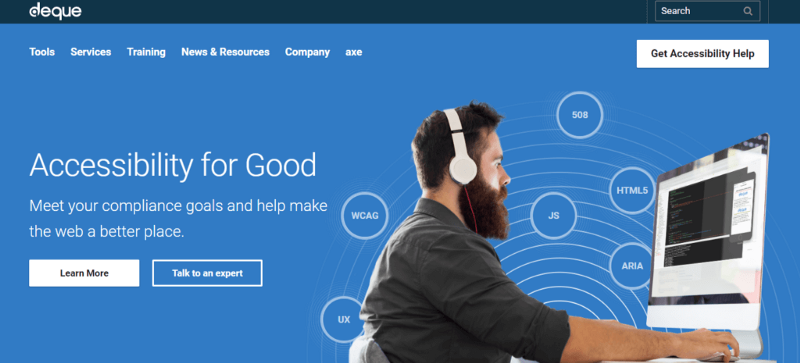 deque
Search
Tools Services Training News & Resources Company axe
Get Accessibility Help
508
Accessibility for Good
HTML5
Meet your compliance goals and help make
WCAG
JS
the web a better place.
ARIA
Learn More
Talk to an expert
UX